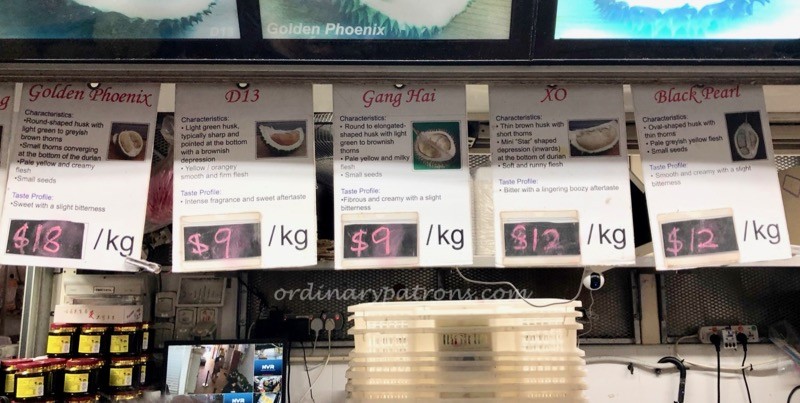 Golden Phoenix
Golden Phoenix
Characteristics:
• Round-shaped husk with
light green to greyish
brown thorns
• Small thorns converging
at the bottom of the durian
• Pale yellow and creamy
flesh
• Small seeds
Taste Profile:
• Sweet with a slight bitterness
$18 /kg
D13
Characteristics:
• Light green husk,
typically sharp and
pointed at the bottom
with a brownish
depression
• Yellow / orangey
smooth and firm flesh
Taste Profile:
• Intense fragrance and sweet aftertaste
$9 /kg
Gang Hai
Characteristics:
• Round to elongated-
shaped husk with light
green to brownish
thorns
• Pale yellow and milky
flesh
• Small seeds
Taste Profile:
• Fibrous and creamy with a slight
bitterness
$9 /kg
XO
Characteristics:
• Thin brown husk with
short thorns
• Mini "Star" shaped
depression (inwards)
at the bottom of durian
• Soft and runny flesh
Taste Profile:
• Bitter with a lingering boozy aftertaste
$12 /kg
Black Pearl
Characteristics:
• Oval-shaped husk with
thin thorns
• Pale greyish yellow flesh
• Small seeds
Taste Profile:
• Smooth and creamy with a slight
bitterness
$12 /kg
ordinarypatrons.com
NVR
NVR